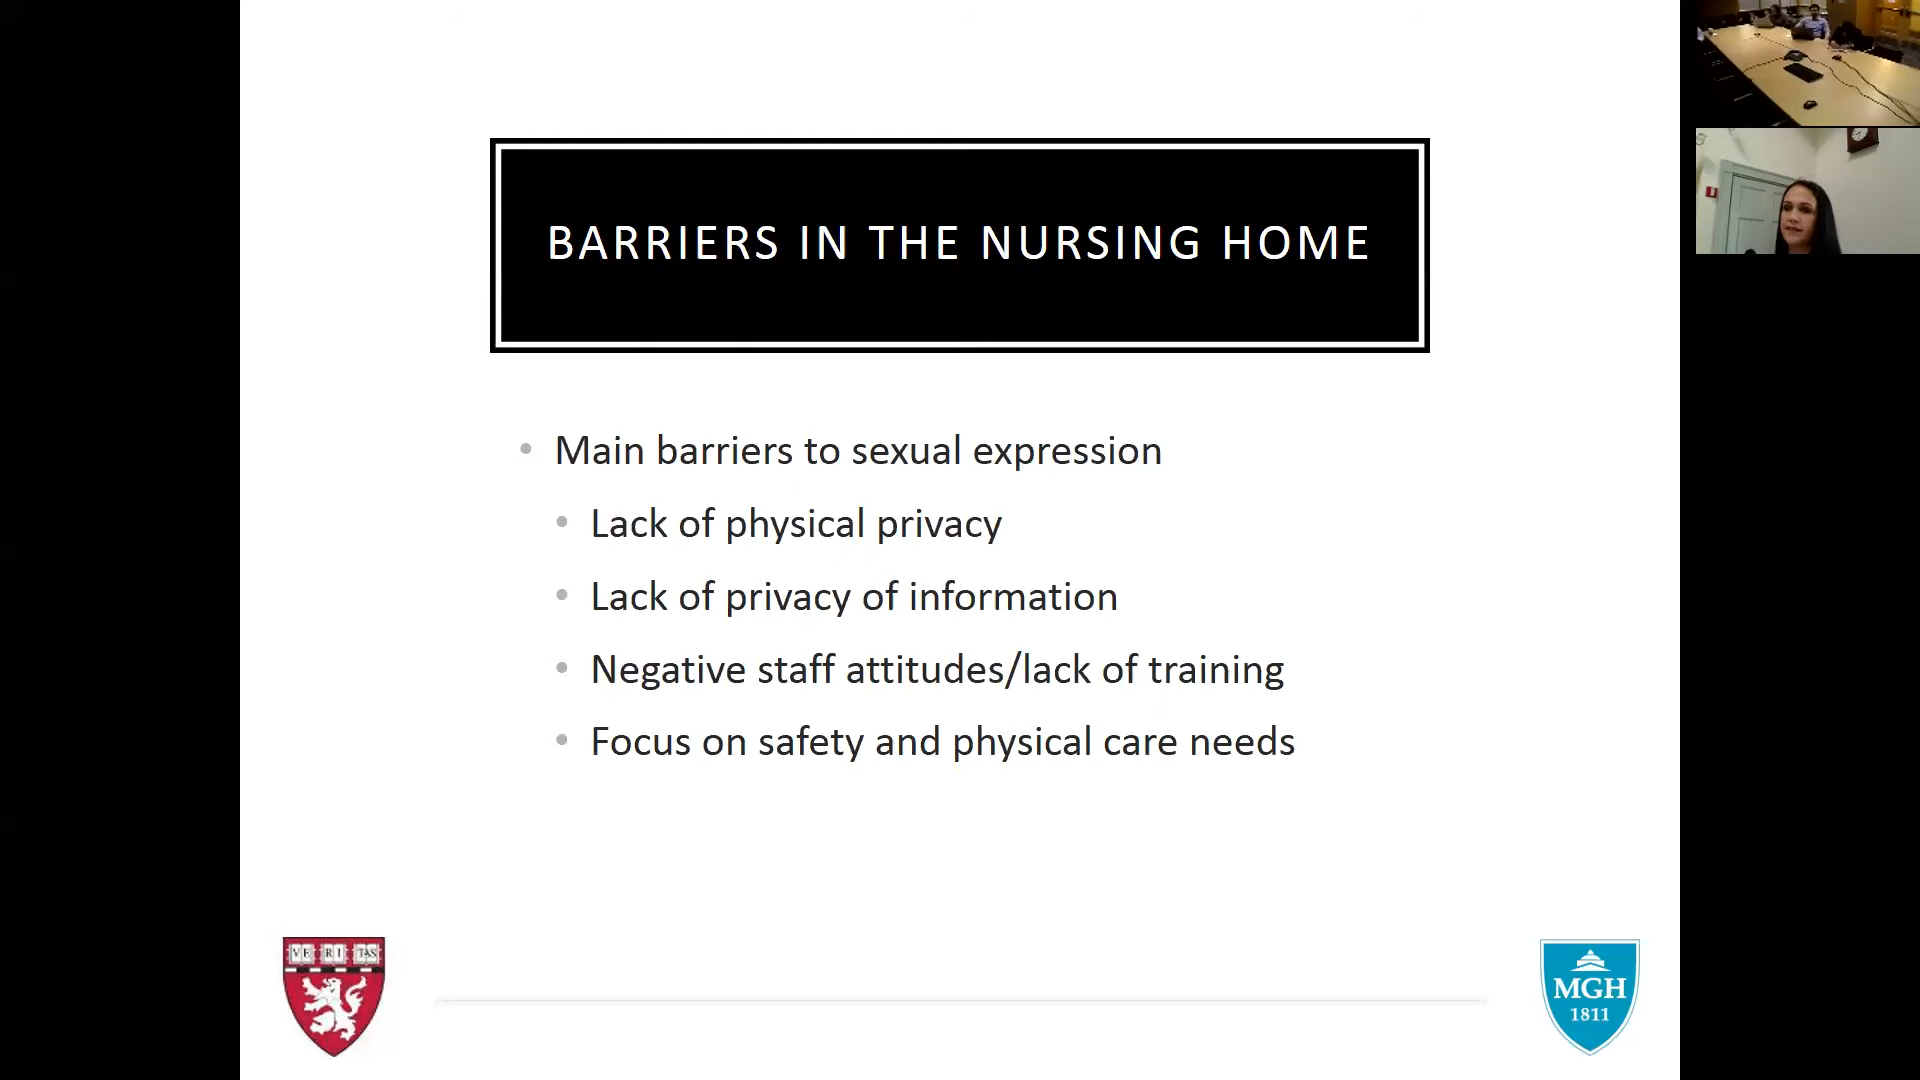 BARRIERS IN THE NURSING HOME
• Main barriers to sexual expression
• Lack of physical privacy
• Lack of privacy of information
• Negative staff attitudes/lack of training
• Focus on safety and physical care needs
VE RI TAS
MGH
1811